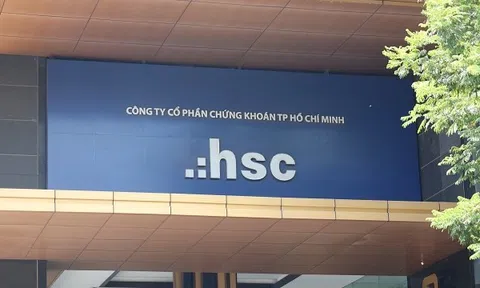 CÔNG TY CỔ PHẦN CHỨNG KHOÁN TP HỒ CHÍ MINH
.:hsc